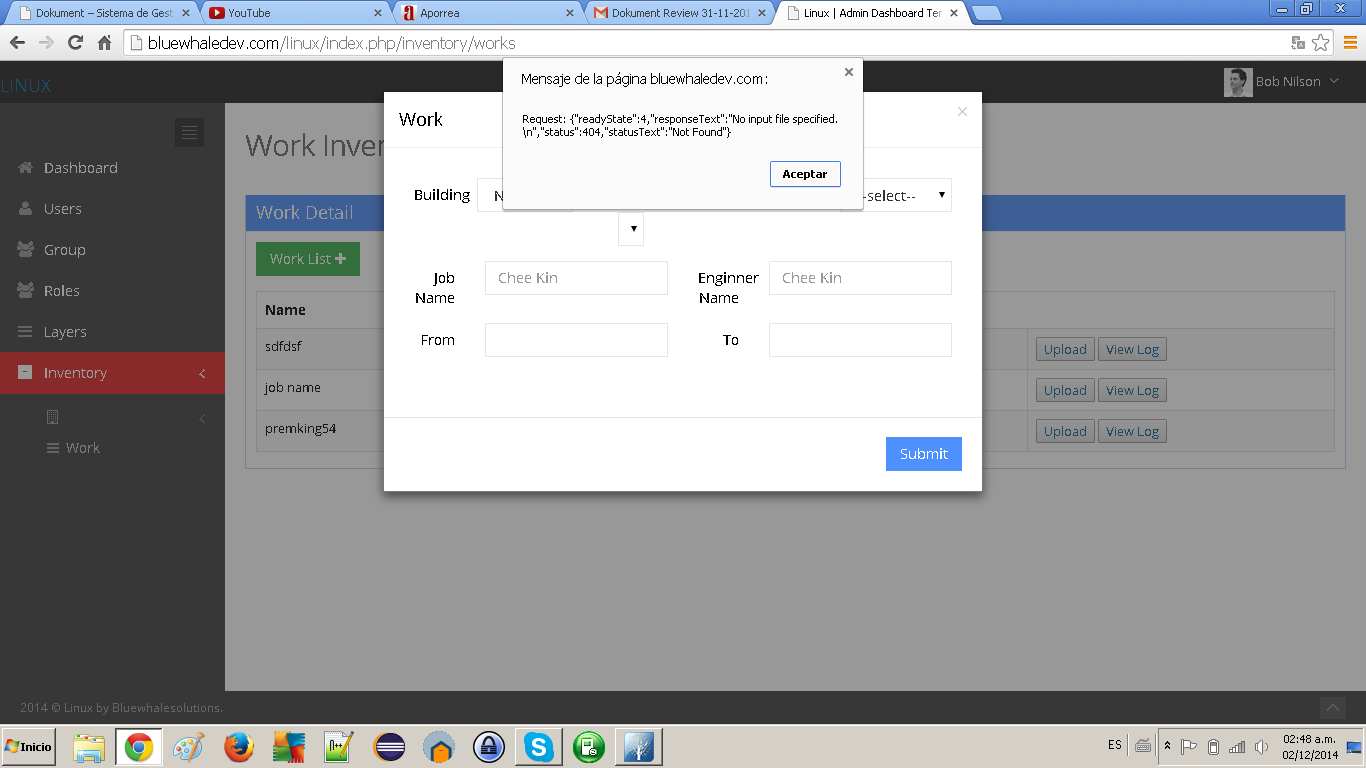 Dokument – Sistema de Gest
YouTube
Aporrea
Dokument Review 31-11-201
Linux | Admin Dashboard Ter
bluewhaledev.com/linux/index.php/inventory/works
LINUX
Bob Nilson
Mensaje de la página bluewhaledev.com:
Request: {"readyState":4,"responseText":"No input file specified.
\n","status":404,"statusText":"Not Found"}
Aceptar
Dashboard
Users
Group
Roles
Layers
Inventory
Work
Work Inver
Work Detail
Work List
Name
sdfdsf
Upload
View Log
job name
Upload
View Log
premking54
Upload
View Log
Work
Building
N
-select--
Job
Name
Chee Kin
Enginner
Name
Chee Kin
From
To
Submit
2014 © Linux by Bluewhalesolutions.
Inicio
ES
02:48 a.m.
02/12/2014